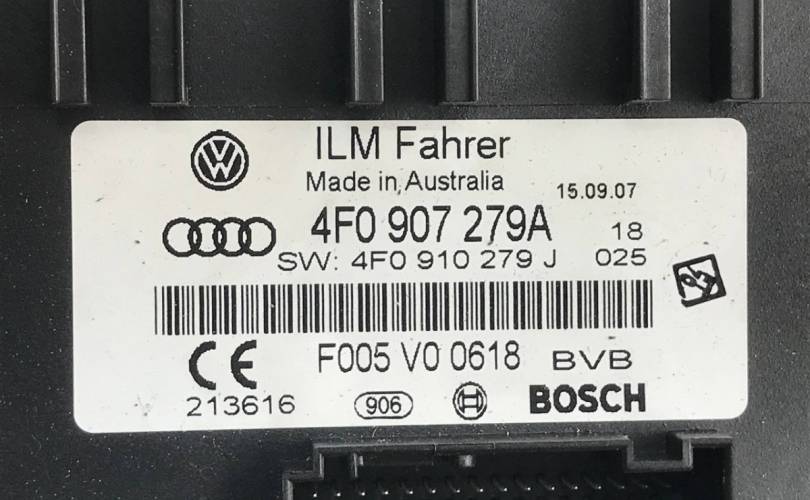 ILM Fahrer
Made in Australia
15.09.07
4F0 907 279A 18
SW: 4F0 910 279 J 025
F005 V0 0618 BVB
CE
213616 906 BOSCH